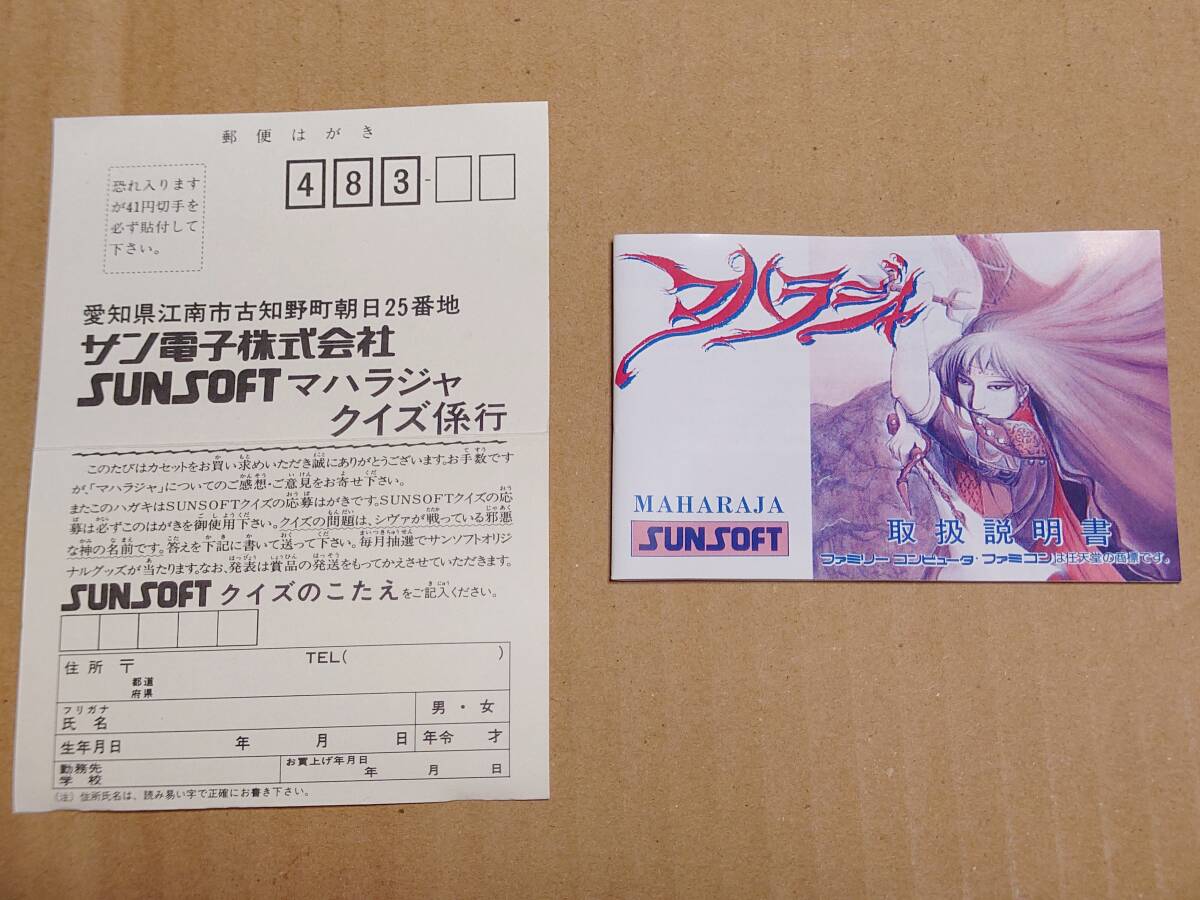 郵便はがき
恐れ入ります
が41円切手を
必ず貼付して
下さい。
483-
愛知県江南市古知野町朝日25番地
サン電子株式会社
SUNSOFT マハラジャ
クイズ係行
このたびはカセットをお買い求めいただき誠にありがとうございます。お手数です
が、「マハラジャ」についてのご感想・ご意見をお寄せ下さい。
またこのハガキはSUNSOFTクイズの応募はがきです。SUNSOFTクイズの応
募は必ずこのはがきを御使用下さい。クイズの問題は、シヴァが戦っている邪悪
な神の名前です。答えを下記に書いて送って下さい。毎月抽選でサンソフトオリジ
ナルグッズが当たります。なお、発表は賞品の発送をもってかえさせていただきます。
SUNSOFT クイズのこたえをご記入ください。
住所 〒 TEL( )
都道
府県
フリガナ
氏名 男・女
生年月日 年 月 日 年令 才
勤務先
学校
お買上げ年月日
年 月 日
(注) 住所氏名は、読み易い字で正確にお書き下さい。
マハラジャ
MAHARAJA
SUNSOFT
取扱説明書
ファミリーコンピュータ・ファミコンは任天堂の商標です。